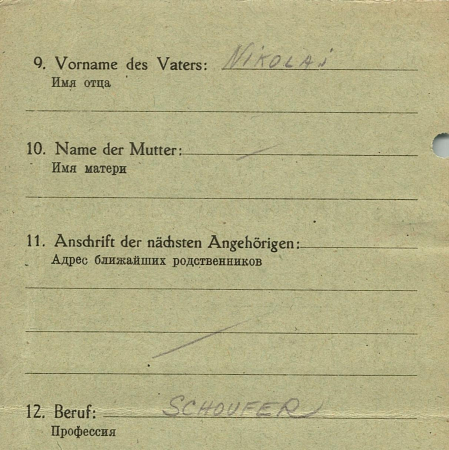 9. Vorname des Vaters: Nikolai
Имя отца
10. Name der Mutter: —
Имя матери
11. Anschrift der nächsten Angehörigen:
Адрес ближайших родственников
—
12. Beruf: SCHOUFER
Профессия